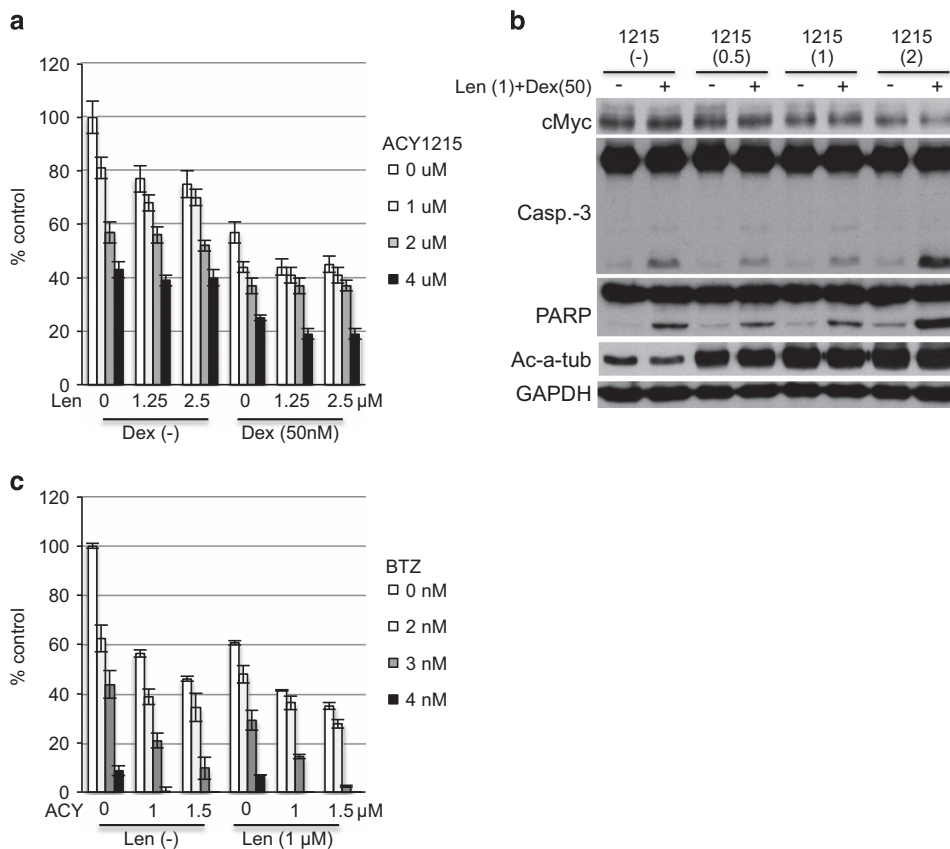 a
120
100
80
60
40
20
0
% control
ACY1215
0 uM
1 uM
2 uM
4 uM
Len 0 1.25 2.5 0 1.25 2.5 µM
Dex (-) Dex (50nM)
b
1215 1215 1215 1215
(-) (0.5) (1) (2)
Len (1)+Dex(50) - + - + - + - +
cMyc
Casp.-3
PARP
Ac-a-tub
GAPDH
c
120
100
80
60
40
20
0
% control
BTZ
0 nM
2 nM
3 nM
4 nM
ACY 0 1 1.5 0 1 1.5 µM
Len (-) Len (1 µM)